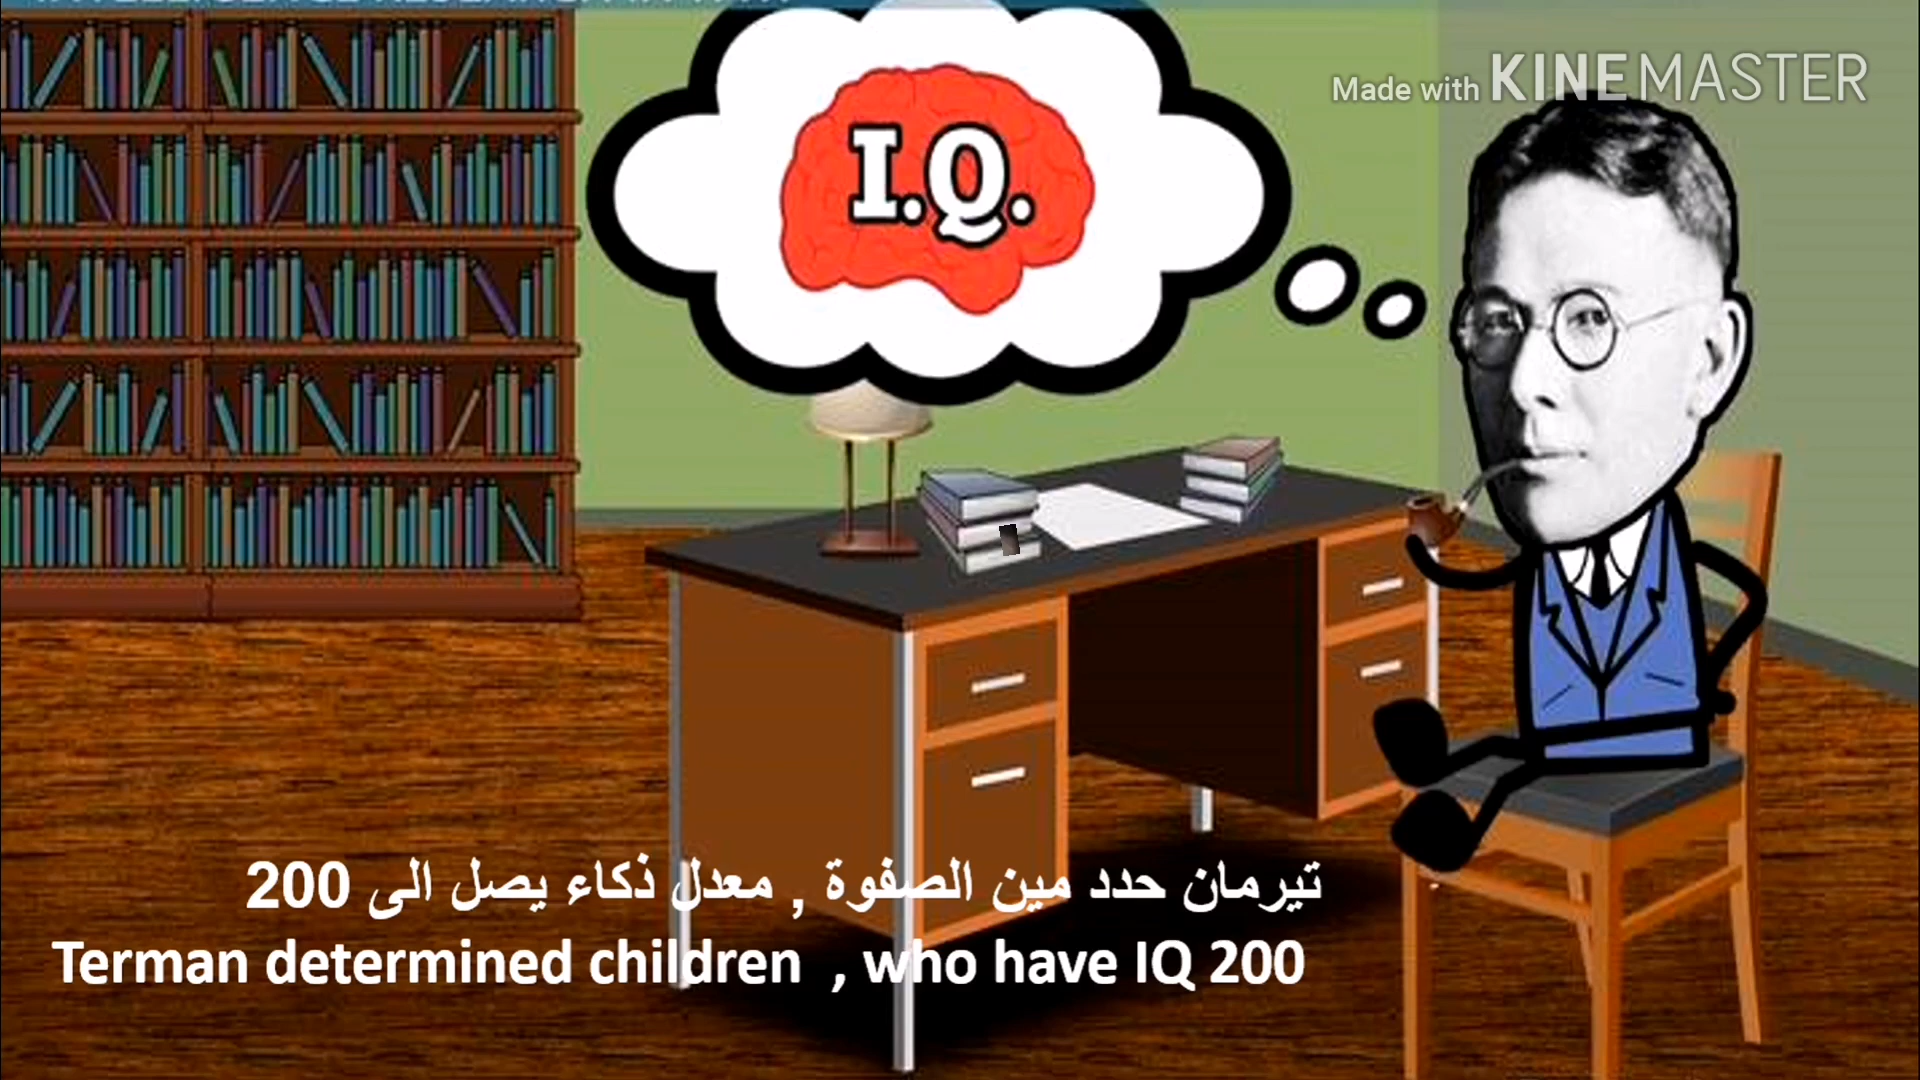 Made with KINEMASTER
I.Q.
تيرمان حدد مين الصفوة , معدل ذكاء يصل الى 200
Terman determined children , who have IQ 200